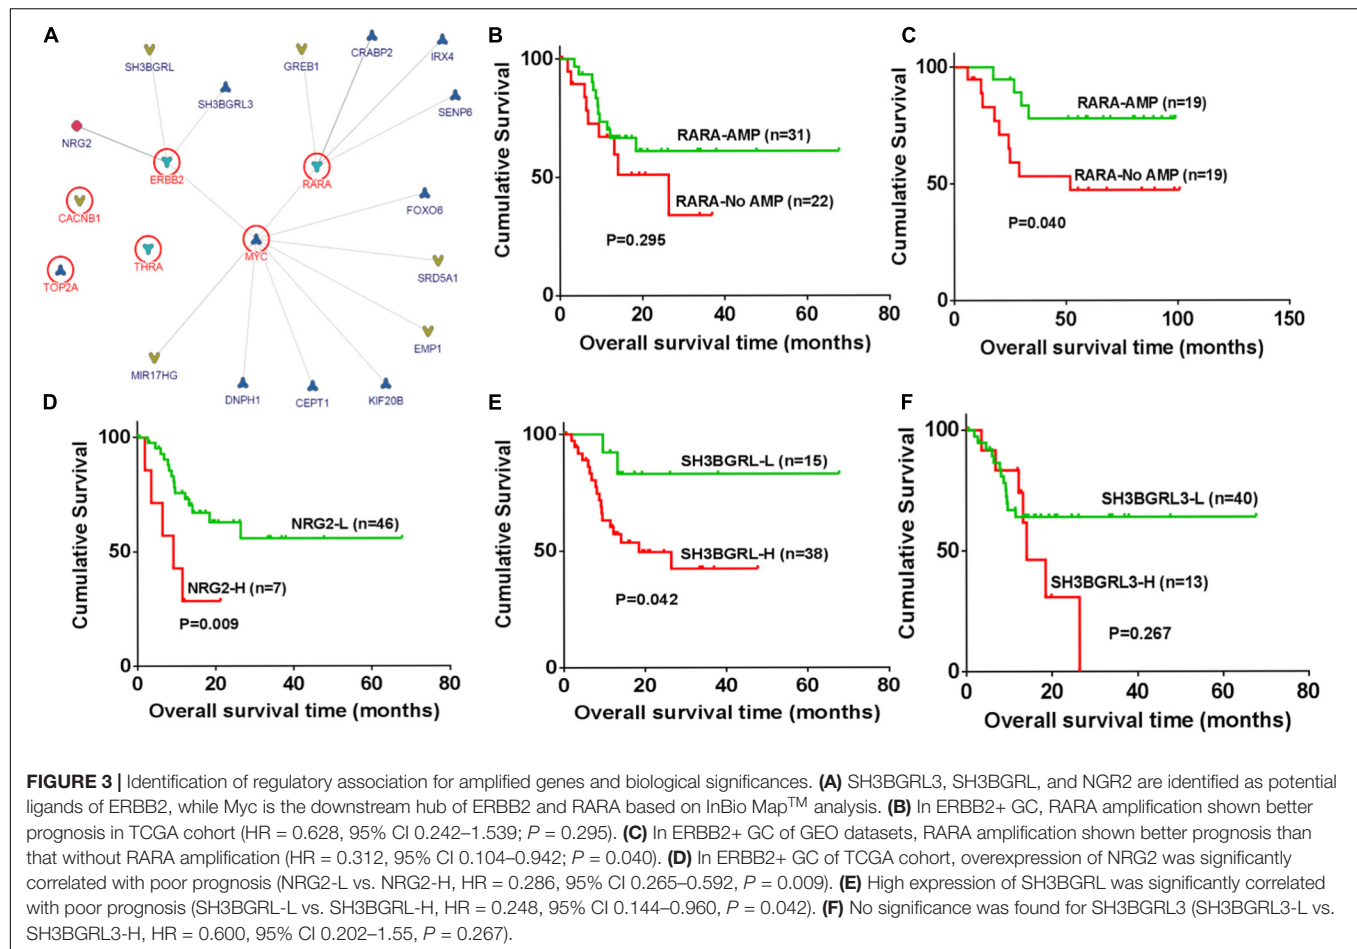 A
SH3BGRL
GREB1
CRABP2
IRX4
SH3BGRL3
SENP6
NRG2
ERBB2
RARA
CACNB1
FOXO6
THRA
MYC
TOP2A
SRD5A1
EMP1
MIR17HG
DNPH1
CEPT1
KIF20B
B
Cumulative Survival
100
50
0
RARA-AMP (n=31)
RARA-No AMP (n=22)
P=0.295
0 20 40 60 80
Overall survival time (months)
C
Cumulative Survival
100
50
0
RARA-AMP (n=19)
RARA-No AMP (n=19)
P=0.040
0 50 100 150
Overall survival time (months)
D
Cumulative Survival
100
50
0
NRG2-L (n=46)
NRG2-H (n=7)
P=0.009
0 20 40 60 80
Overall survival time (months)
E
Cumulative Survival
100
50
0
SH3BGRL-L (n=15)
SH3BGRL-H (n=38)
P=0.042
0 20 40 60 80
Overall survival time (months)
F
Cumulative Survival
100
50
0
SH3BGRL3-L (n=40)
SH3BGRL3-H (n=13)
P=0.267
0 20 40 60 80
Overall survival time (months)
FIGURE 3 | Identification of regulatory association for amplified genes and biological significances. (A) SH3BGRL3, SH3BGRL, and NGR2 are identified as potential
ligands of ERBB2, while Myc is the downstream hub of ERBB2 and RARA based on InBio Map™ analysis. (B) In ERBB2+ GC, RARA amplification shown better
prognosis in TCGA cohort (HR = 0.628, 95% CI 0.242–1.539; P = 0.295). (C) In ERBB2+ GC of GEO datasets, RARA amplification shown better prognosis than
that without RARA amplification (HR = 0.312, 95% CI 0.104–0.942; P = 0.040). (D) In ERBB2+ GC of TCGA cohort, overexpression of NRG2 was significantly
correlated with poor prognosis (NRG2-L vs. NRG2-H, HR = 0.286, 95% CI 0.265–0.592, P = 0.009). (E) High expression of SH3BGRL was significantly correlated
with poor prognosis (SH3BGRL-L vs. SH3BGRL-H, HR = 0.248, 95% CI 0.144–0.960, P = 0.042). (F) No significance was found for SH3BGRL3 (SH3BGRL3-L vs.
SH3BGRL3-H, HR = 0.600, 95% CI 0.202–1.55, P = 0.267).